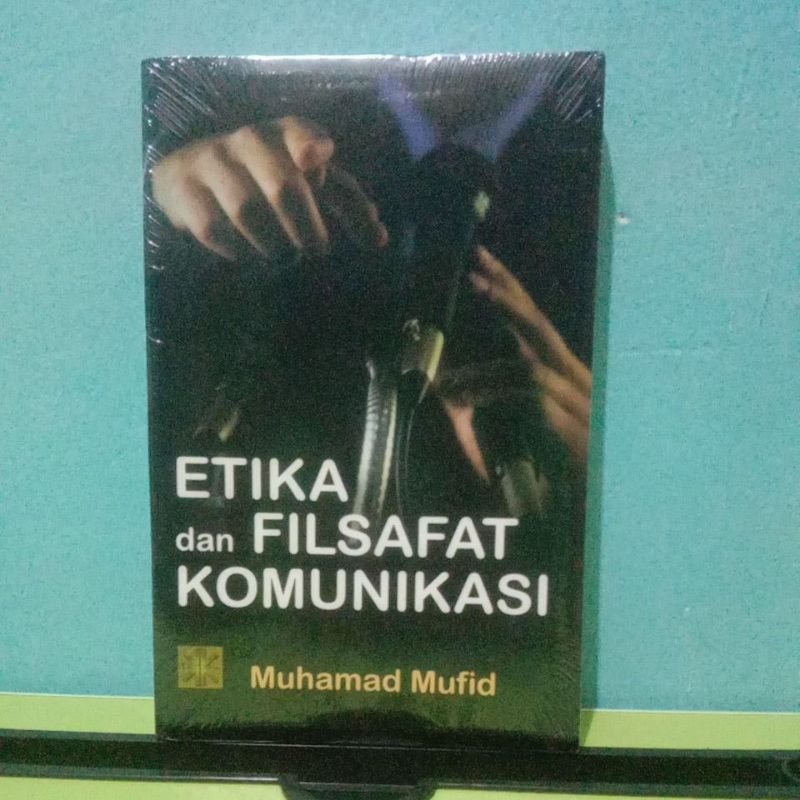 ETIKA
dan FILSAFAT
KOMUNIKASI
Muhamad Mufid